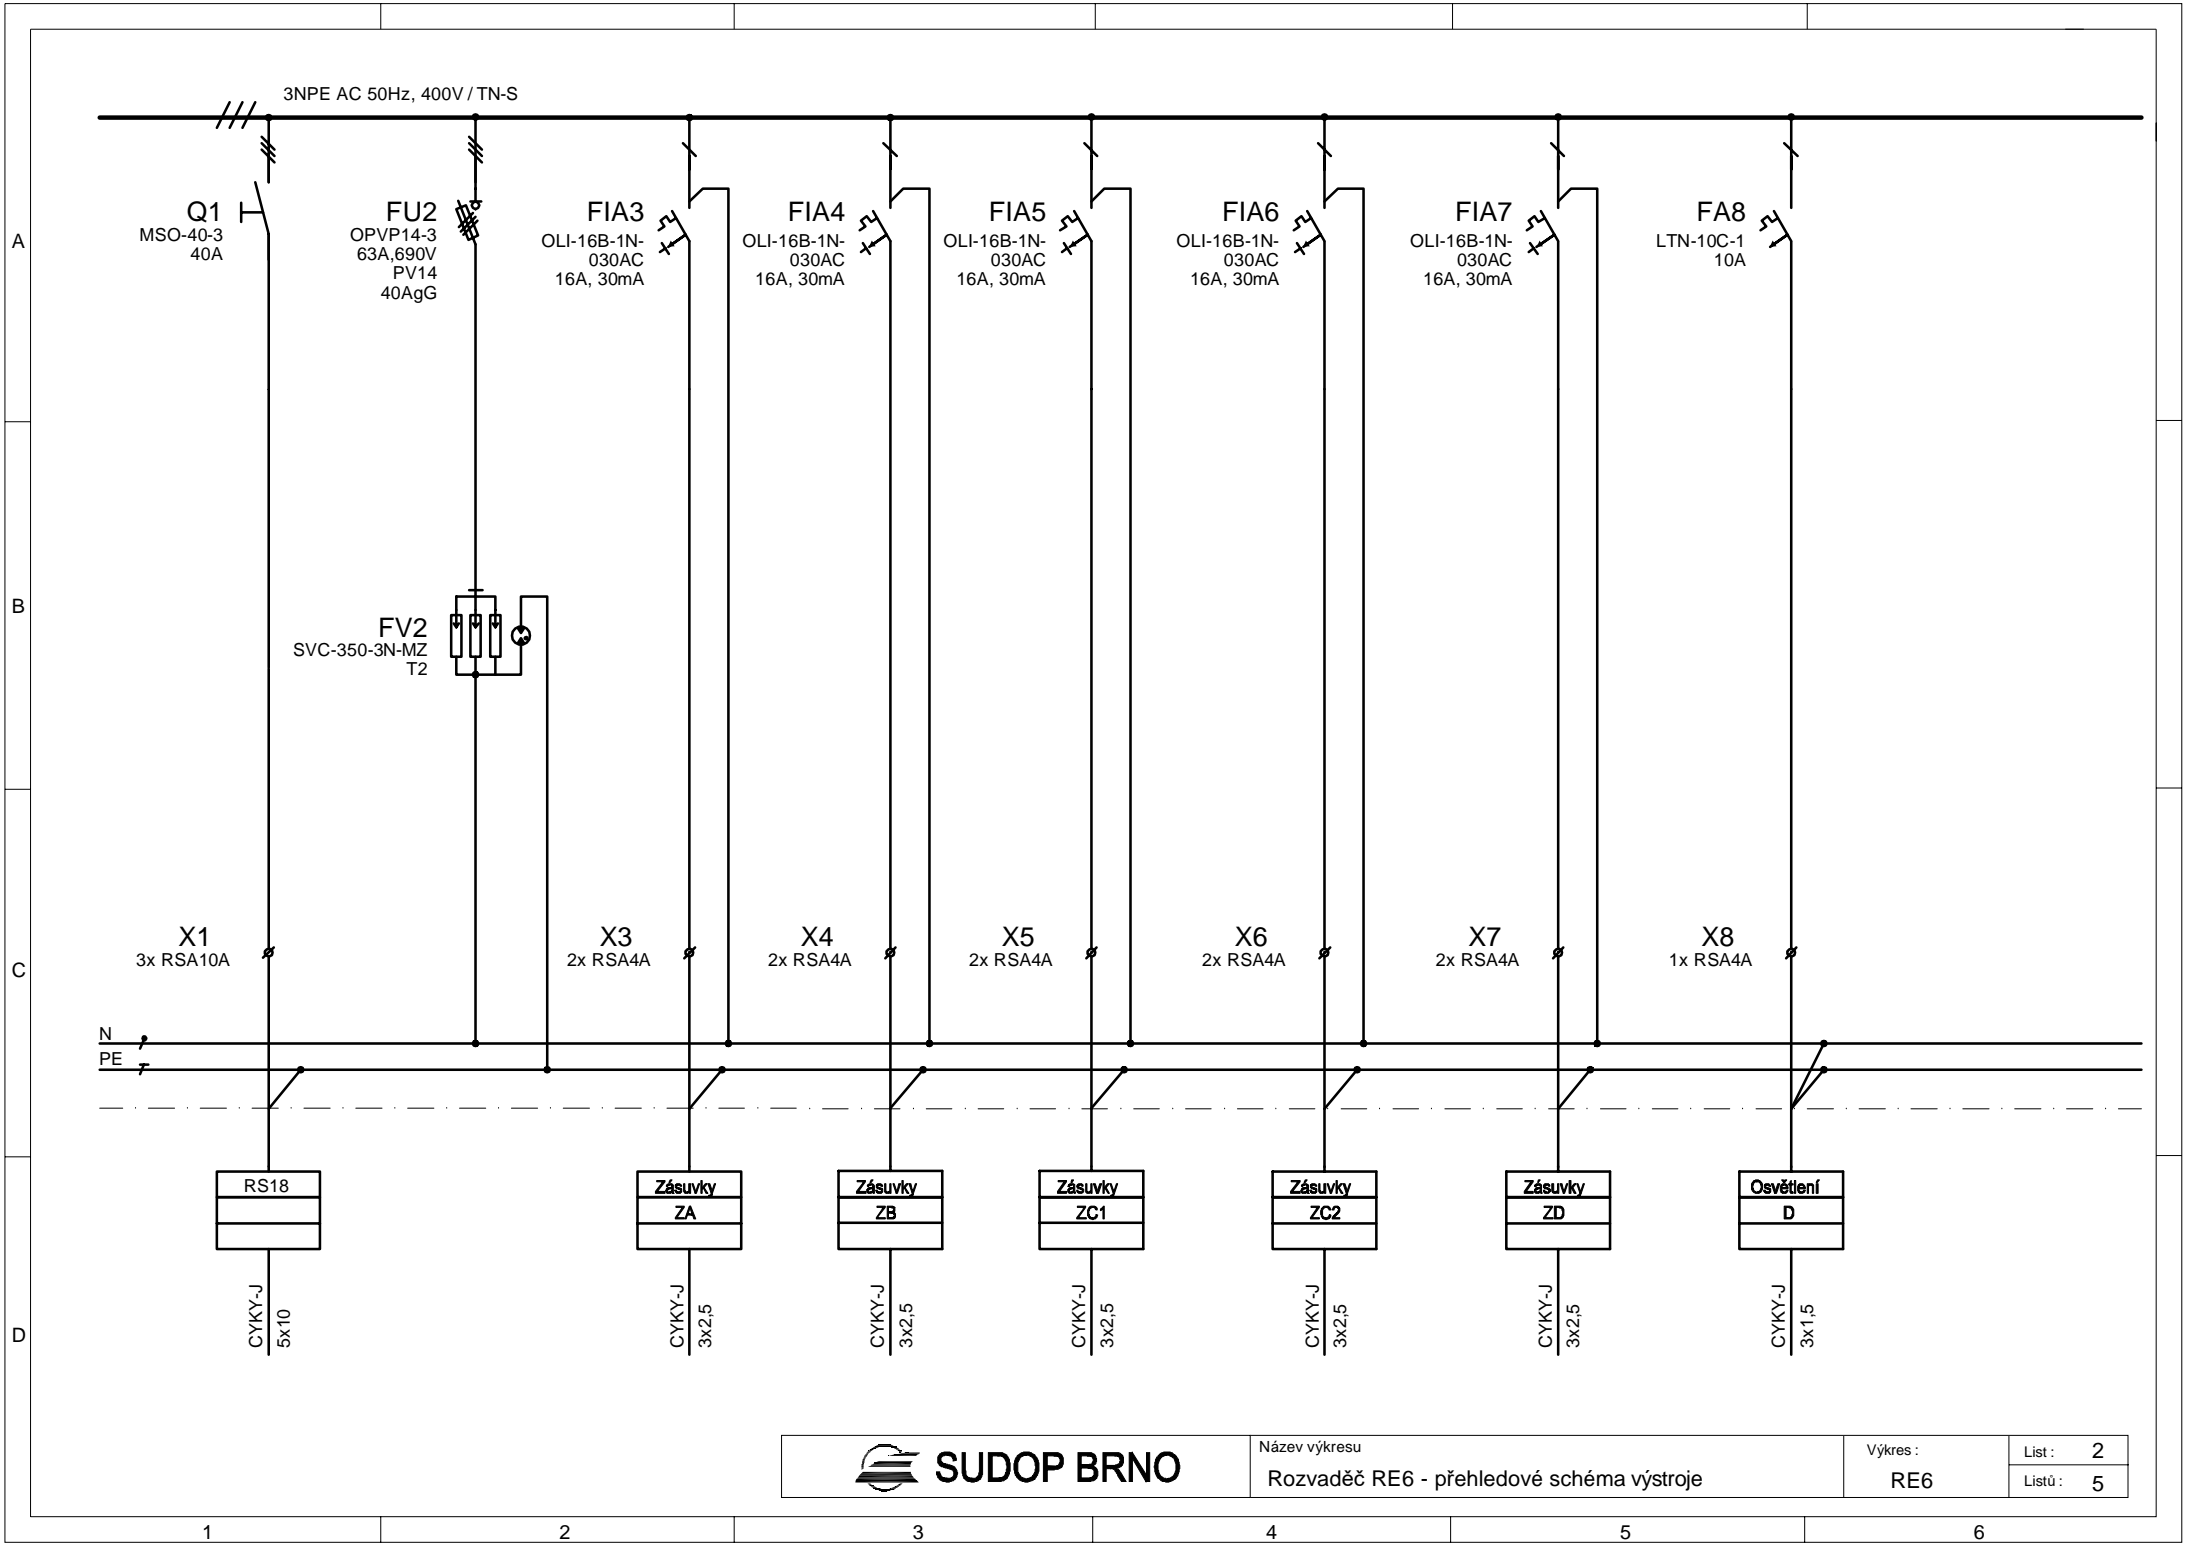 3NPE AC 50Hz, 400V / TN-S
Q1
MSO-40-3
40A
FU2
OPVP14-3
63A,690V
PV14
40AgG
FIA3
OLI-16B-1N-
030AC
16A, 30mA
FIA4
OLI-16B-1N-
030AC
16A, 30mA
FIA5
OLI-16B-1N-
030AC
16A, 30mA
FIA6
OLI-16B-1N-
030AC
16A, 30mA
FIA7
OLI-16B-1N-
030AC
16A, 30mA
FA8
LTN-10C-1
10A
A
B
FV2
SVC-350-3N-MZ
T2
X1
3x RSA10A
X3
2x RSA4A
X4
2x RSA4A
X5
2x RSA4A
X6
2x RSA4A
X7
2x RSA4A
X8
1x RSA4A
C
N
PE
RS18
Zásuvky
ZA
Zásuvky
ZB
Zásuvky
ZC1
Zásuvky
ZC2
Zásuvky
ZD
Osvětlení
D
CYKY-J
5x10
CYKY-J
3x2,5
CYKY-J
3x2,5
CYKY-J
3x2,5
CYKY-J
3x2,5
CYKY-J
3x2,5
CYKY-J
3x1,5
D
SUDOP BRNO
Název výkresu
Rozvaděč RE6 - přehledové schéma výstroje
Výkres :
RE6
List : 2
Listů : 5
1 2 3 4 5 6